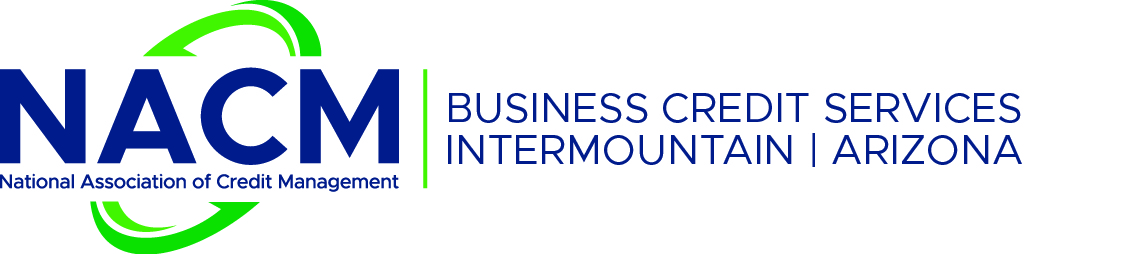 NACM
National Association of Credit Management
BUSINESS CREDIT SERVICES
INTERMOUNTAIN | ARIZONA